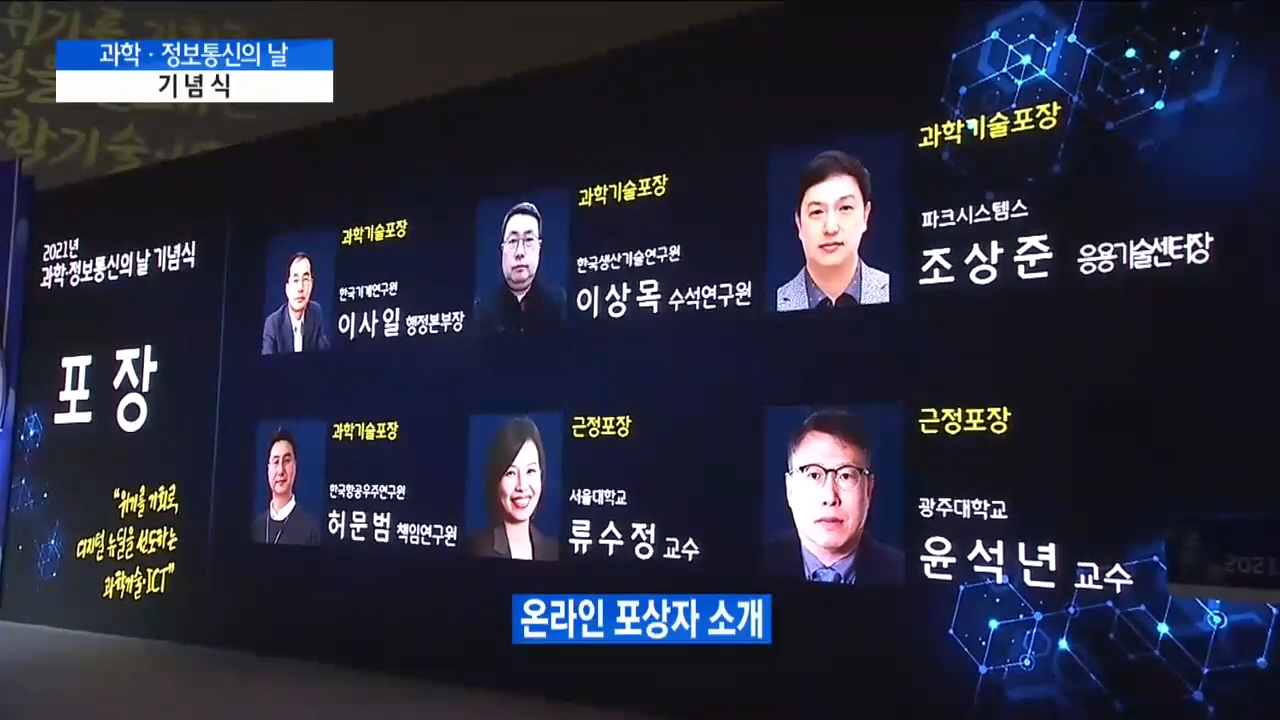 과학·정보통신의 날
기념식
위기를
과학기술
2021년
과학·정보통신의 날 기념식
포장
"위기를 기회로,
디지털 뉴딜을 선도하는
과학기술·ICT"
과학기술포장
한국기계연구원
이사일 행정본부장
과학기술포장
한국생산기술연구원
이상목 수석연구원
과학기술포장
파크시스템스
조상준 응용기술센터장
과학기술포장
한국항공우주연구원
허문범 책임연구원
근정포장
서울대학교
류수정 교수
근정포장
광주대학교
윤석년 교수
온라인 포상자 소개